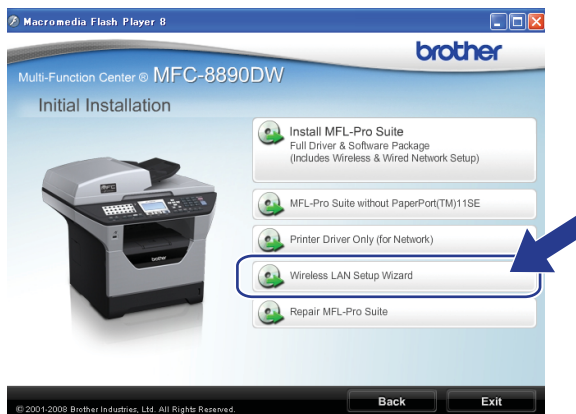 Macromedia Flash Player 8
brother
Multi-Function Center ® MFC-8890DW
Initial Installation
Install MFL-Pro Suite
Full Driver & Software Package
(Includes Wireless & Wired Network Setup)
MFL-Pro Suite without PaperPort(TM)11SE
Printer Driver Only (for Network)
Wireless LAN Setup Wizard
Repair MFL-Pro Suite
© 2001-2008 Brother Industries, Ltd. All Rights Reserved.
Back
Exit